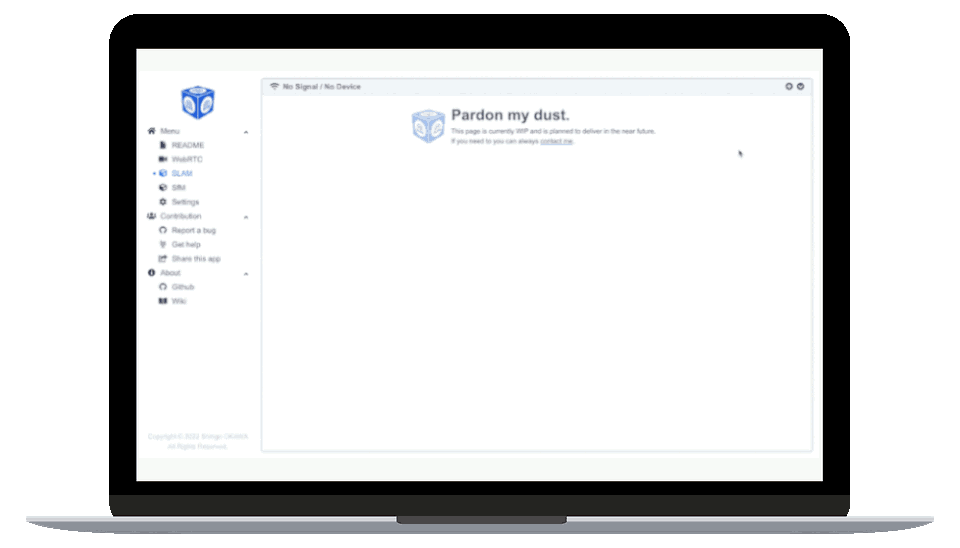 No Signal / No Device
Pardon my dust.
This page is currently WIP and is planned to deliver in the near future.
If you need to you can always contact me.
Menu
README
WebRTC
SLAM
SfM
Settings
Contribution
Report a bug
Get help
Share this app
About
Github
Wiki
Copyright © 2022 Shingo OKAWA
All Rights Reserved.